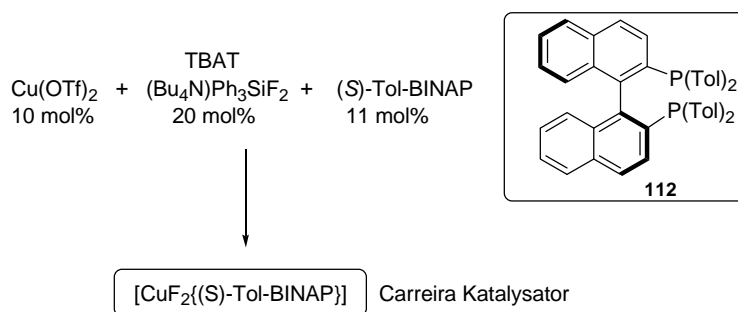 TBAT
Cu(OTf)2 + (Bu4N)Ph3SiF2 + (S)-Tol-BINAP
10 mol% 20 mol% 11 mol%
P(Tol)2
P(Tol)2
112
[CuF2{(S)-Tol-BINAP}] Carreira Katalysator